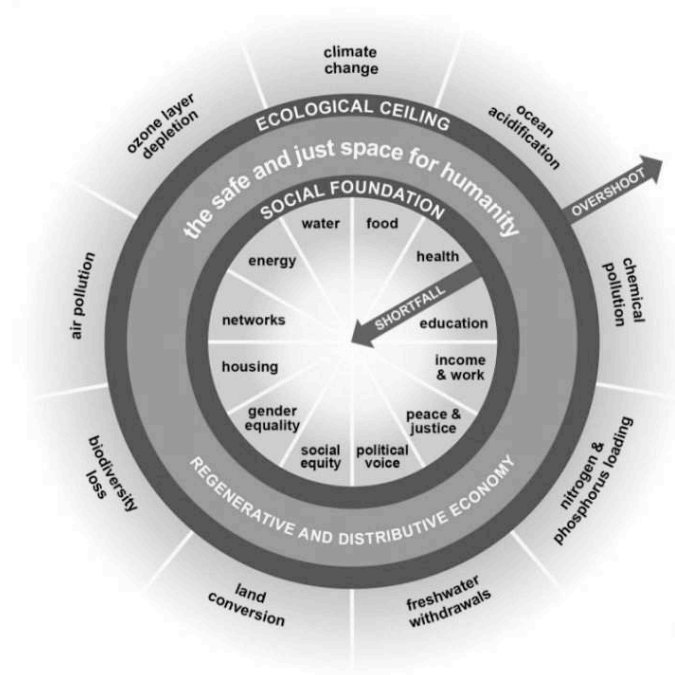 climate
change
ocean
acidification
chemical
pollution
nitrogen &
phosphorus loading
freshwater
withdrawals
land
conversion
biodiversity
loss
air pollution
ozone layer
depletion
ECOLOGICAL CEILING
the safe and just space for humanity
SOCIAL FOUNDATION
OVERSHOOT
SHORTFALL
water
food
health
education
income
& work
peace &
justice
political
voice
social
equity
gender
equality
housing
networks
energy
REGENERATIVE AND DISTRIBUTIVE ECONOMY